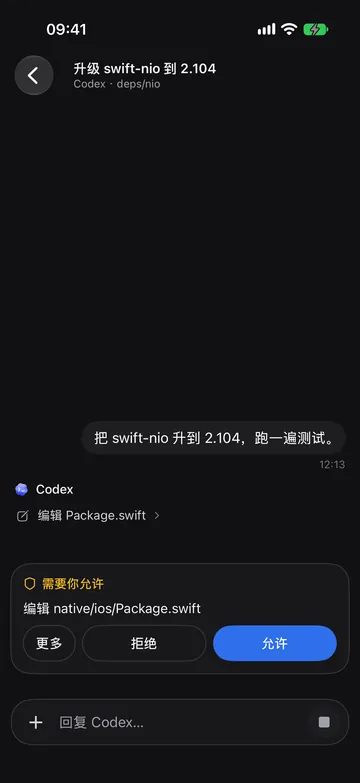 09:41
升级 swift-nio 到 2.104
Codex · deps/nio
把 swift-nio 升到 2.104，跑一遍测试。
12:13
Codex
编辑 Package.swift
需要你允许
编辑 native/ios/Package.swift
更多
拒绝
允许
回复 Codex...